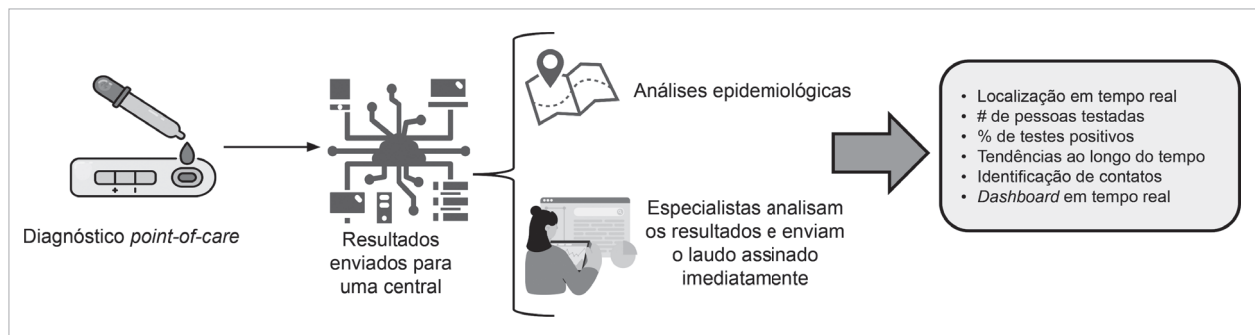 Diagnóstico point-of-care
Resultados
enviados para
uma central
Análises epidemiológicas
Especialistas analisam
os resultados e enviam
o laudo assinado
imediatamente
• Localização em tempo real
• # de pessoas testadas
• % de testes positivos
• Tendências ao longo do tempo
• Identificação de contatos
• Dashboard em tempo real